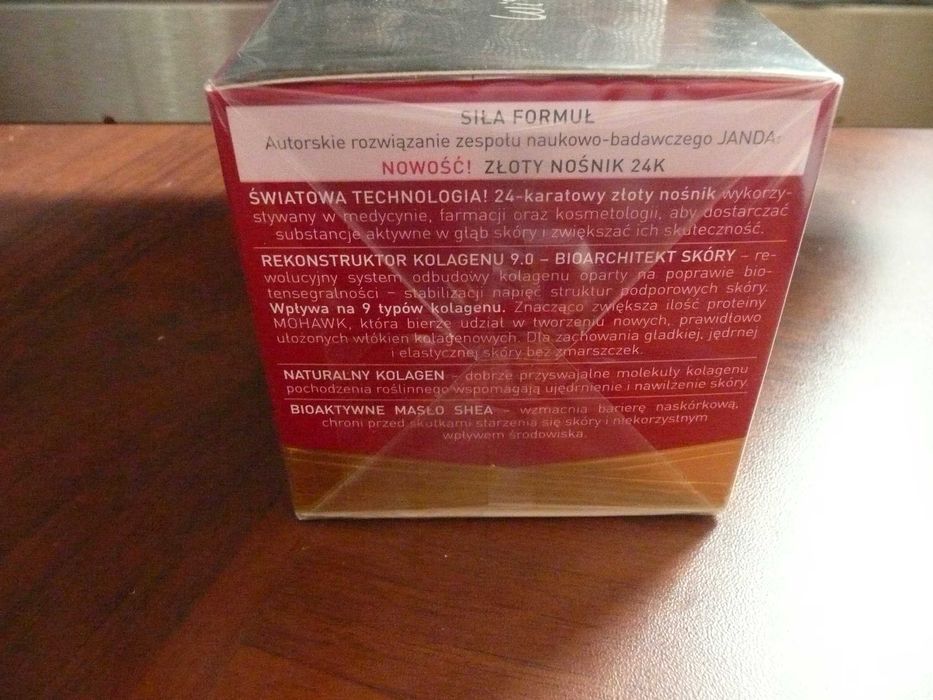 SIŁA FORMUŁ
Autorskie rozwiązanie zespołu naukowo-badawczego JANDA:
NOWOŚĆ! ZŁOTY NOŚNIK 24K
ŚWIATOWA TECHNOLOGIA! 24-karatowy złoty nośnik wykorzy-
stywany w medycynie, farmacji oraz kosmetologii, aby dostarczać
substancje aktywne w głąb skóry i zwiększać ich skuteczność.
REKONSTRUKTOR KOLAGENU 9.0 – BIOARCHITEKT SKÓRY – re-
wolucyjny system odbudowy kolagenu oparty na poprawie bio-
tensegralności – stabilizacji napięć struktur podporowych skóry.
Wpływa na 9 typów kolagenu. Znacząco zwiększa ilość proteiny
MOHAWK, która bierze udział w tworzeniu nowych, prawidłowo
ułożonych włókien kolagenowych. Dla zachowania gładkiej, jędrnej
i elastycznej skóry bez zmarszczek.
NATURALNY KOLAGEN – dobrze przyswajalne molekuły kolagenu
pochodzenia roślinnego wspomagają ujędrnienie i nawilżenie skóry.
BIOAKTYWNE MASŁO SHEA – wzmacnia barierę naskórkową,
chroni przed skutkami starzenia się skóry i niekorzystnym
wpływem środowiska.